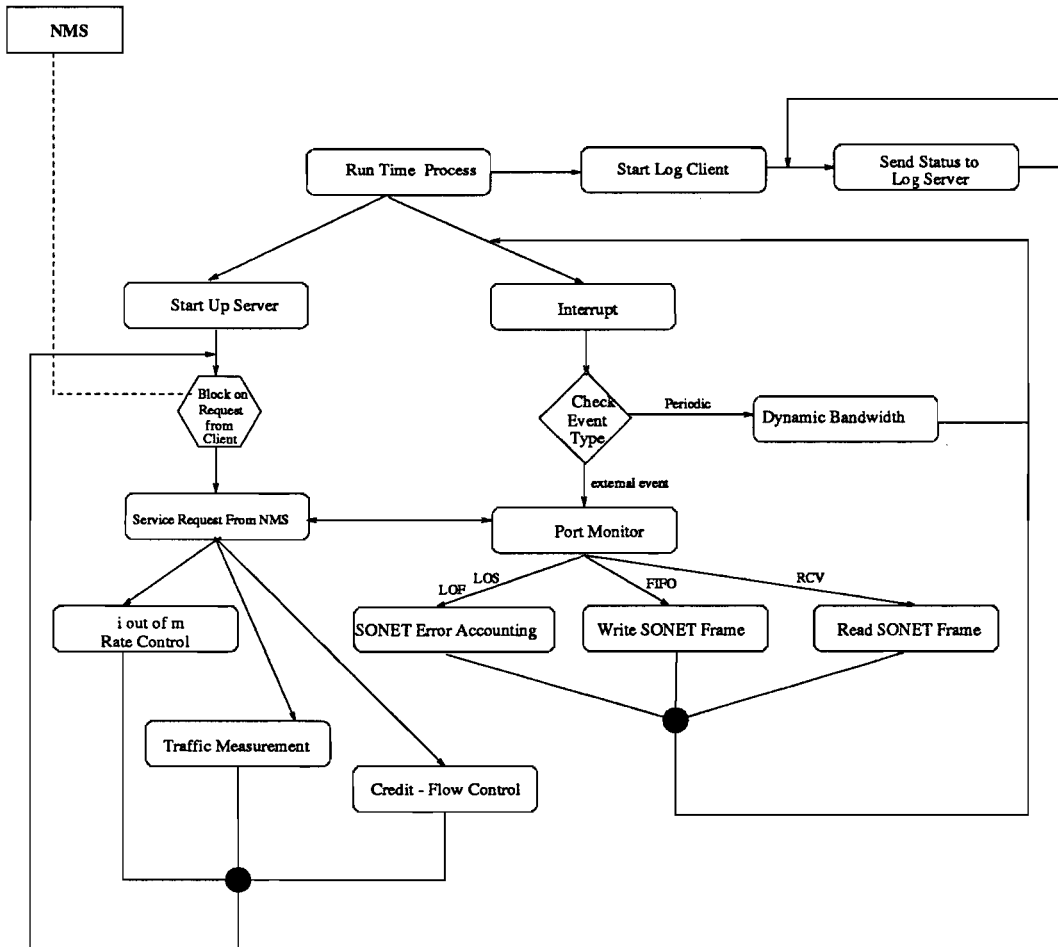 NMS
Run Time Process
Start Log Client
Send Status to
Log Server
Start Up Server
Interrupt
Block on
Request
from
Client
Check
Event
Type
Periodic
Dynamic Bandwidth
external event
Service Request From NMS
Port Monitor
LOF
LOS
FIFO
RCV
i out of m
Rate Control
SONET Error Accounting
Write SONET Frame
Read SONET Frame
Traffic Measurement
Credit - Flow Control